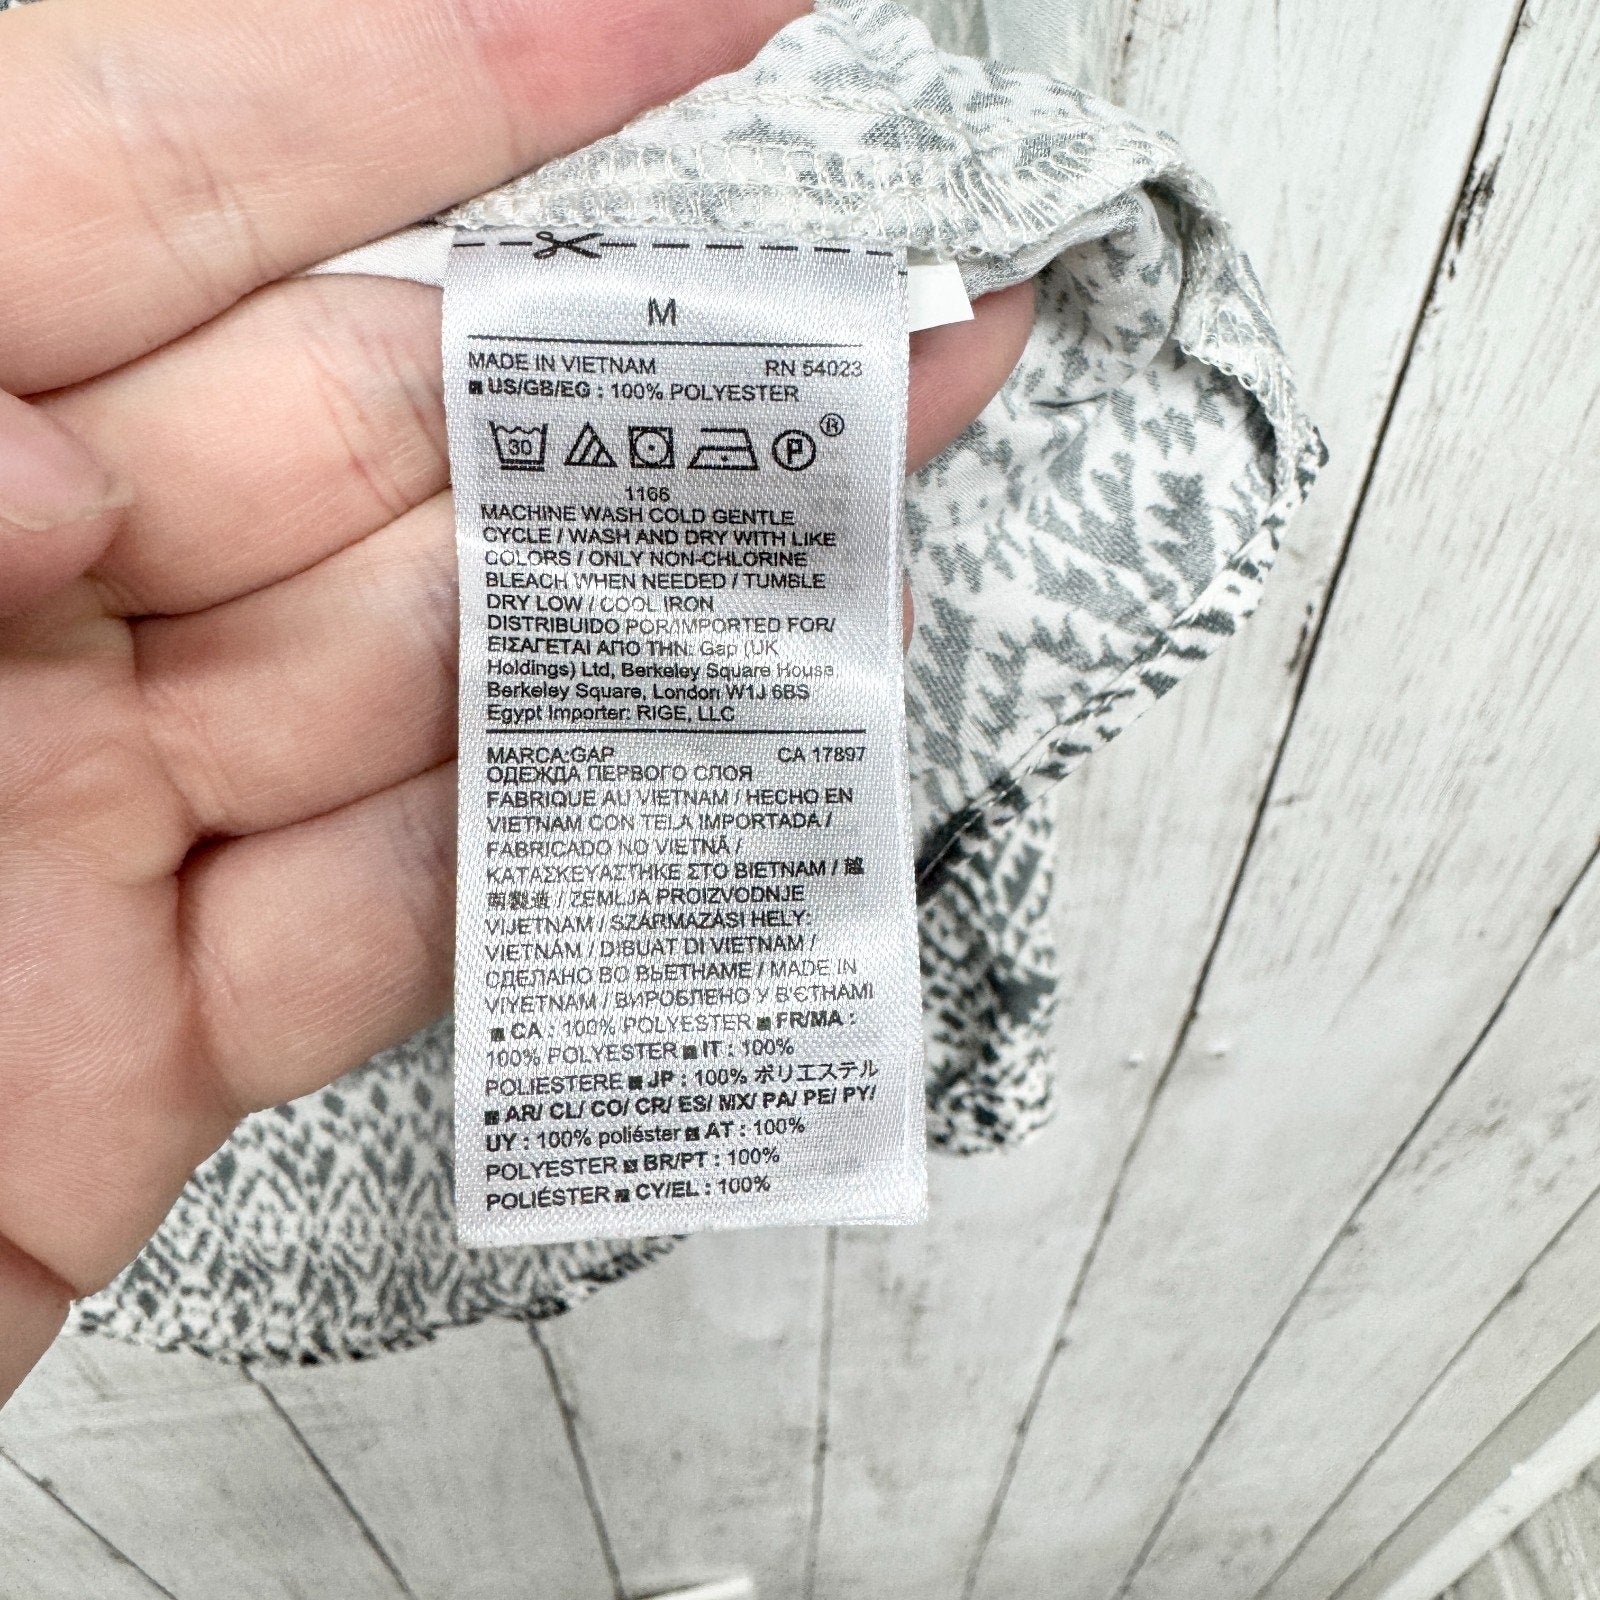 M
MADE IN VIETNAM RN 54023
US/GB/EG : 100% POLYESTER
30 P ®
1166
MACHINE WASH COLD GENTLE
CYCLE / WASH AND DRY WITH LIKE
COLORS / ONLY NON-CHLORINE
BLEACH WHEN NEEDED / TUMBLE
DRY LOW / COOL IRON
DISTRIBUIDO POR/IMPORTED FOR/
ΕΙΣΑΓΕΤΑΙ ΑΠΟ ΤΗΝ: Gap (UK
Holdings) Ltd, Berkeley Square House
Berkeley Square, London W1J 6BS
Egypt Importer: RIGE, LLC
MARCA:GAP CA 17897
ОДЕЖДА ПЕРВОГО СЛОЯ
FABRIQUE AU VIETNAM / HECHO EN
VIETNAM CON TELA IMPORTADA /
FABRICADO NO VIETNÃ /
ΚΑΤΑΣΚΕΥΑΣΤΗΚΕ ΣΤΟ ΒΙΕΤΝΑΜ / 越
南製造 / ZEMLJA PROIZVODNJE
VIJETNAM / SZÁRMAZÁSI HELY:
VIETNÁM / DIBUAT DI VIETNAM /
СДЕЛАНО ВО ВЬЕТНАМЕ / MADE IN
VIYETNAM / ВИРОБЛЕНО У В'ЄТНАМІ
CA : 100% POLYESTER FR/MA :
100% POLYESTER IT : 100%
POLIESTERE JP : 100% ポリエステル
AR/ CL/ CO/ CR/ ES/ MX/ PA/ PE/ PY/
UY : 100% poliéster AT : 100%
POLYESTER BR/PT : 100%
POLIÉSTER CY/EL : 100%